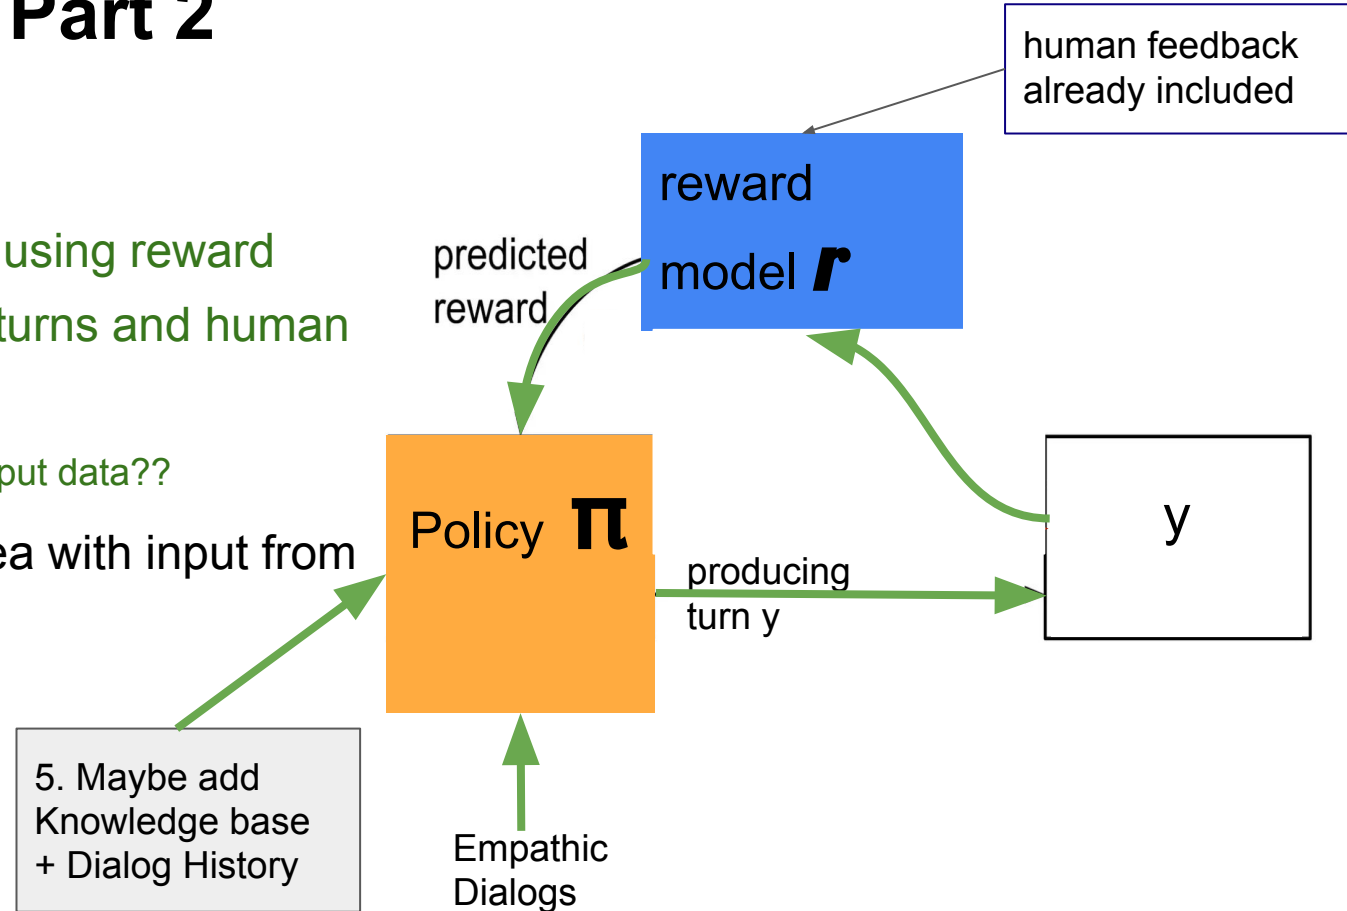 Part 2
human feedback
already included
reward
model r
using reward
turns and human
predicted
reward
put data??
ea with input from
Policy π
y
producing
turn y
5. Maybe add
Knowledge base
+ Dialog History
Empathic
Dialogs